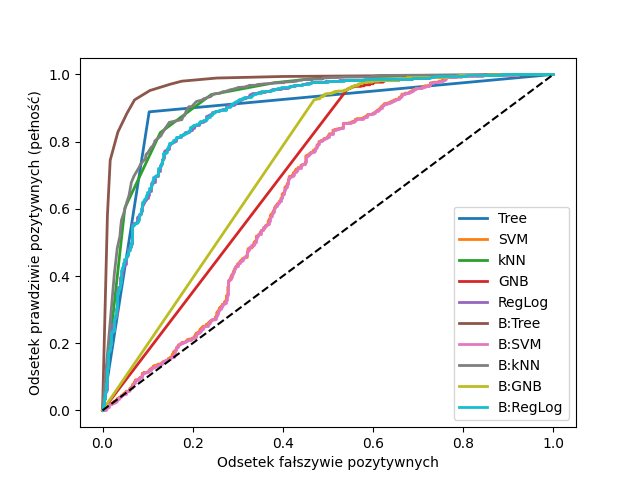 Odsetek prawdziwie pozytywnych (pełność)
1.0
0.8
0.6
0.4
0.2
0.0
0.0 0.2 0.4 0.6 0.8 1.0
Odsetek fałszywie pozytywnych
Tree
SVM
kNN
GNB
RegLog
B:Tree
B:SVM
B:kNN
B:GNB
B:RegLog